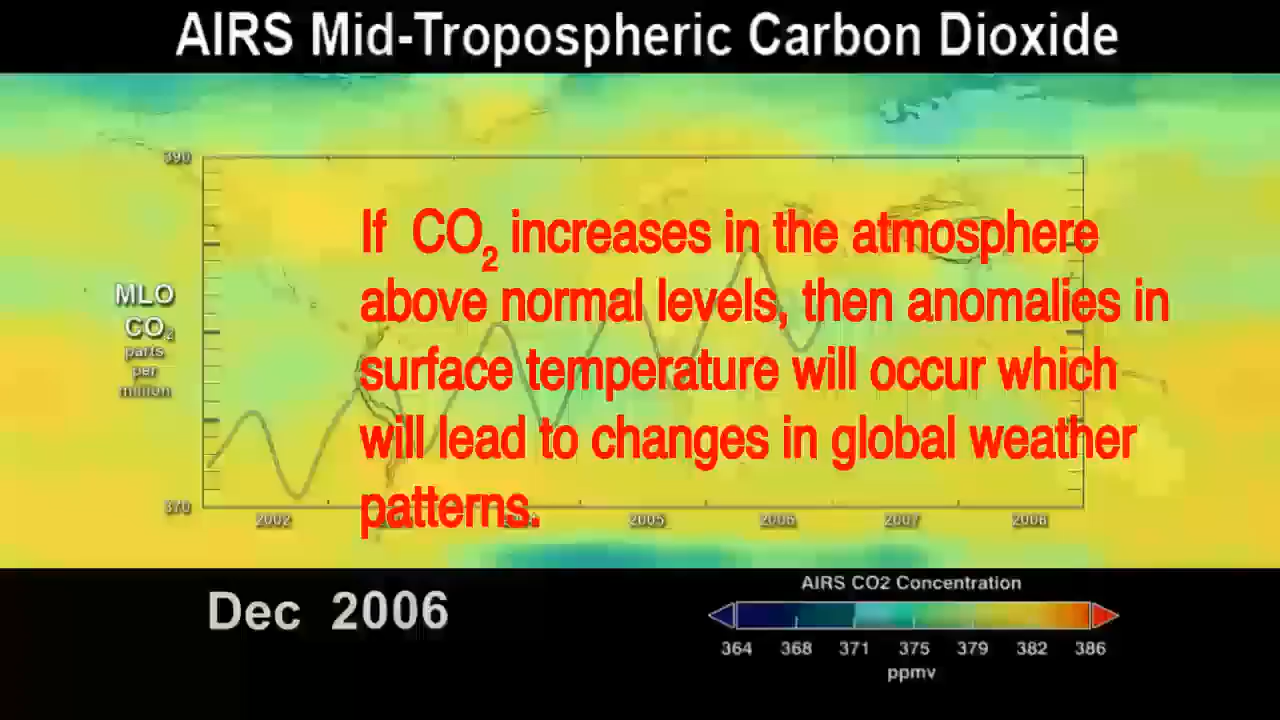 AIRS Mid-Tropospheric Carbon Dioxide
390
If CO₂ increases in the atmosphere
above normal levels, then anomalies in
surface temperature will occur which
will lead to changes in global weather
patterns.
MLO
CO₂
parts
per
million
370
2002
2005
2006
2007
2008
Dec 2006
AIRS CO2 Concentration
364 368 371 375 379 382 386
ppmv